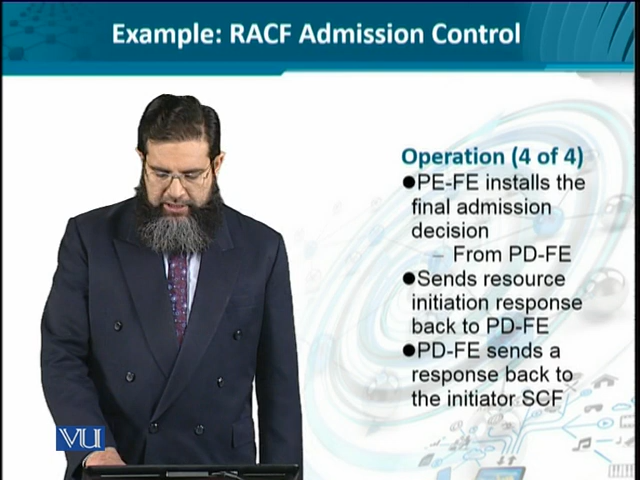 Example: RACF Admission Control
Operation (4 of 4)
●PE-FE installs the
final admission
decision
– From PD-FE
●Sends resource
initiation response
back to PD-FE
●PD-FE sends a
response back to
the initiator SCF
VU